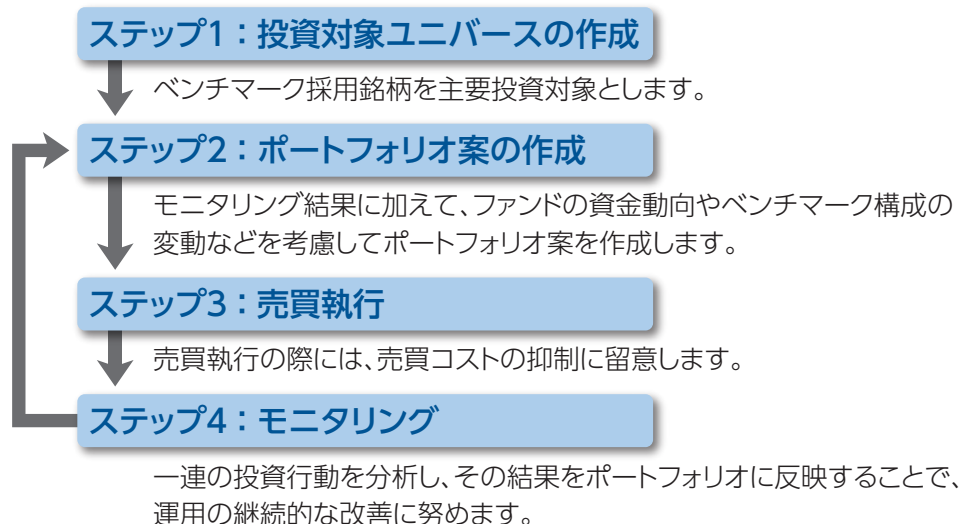 ステップ1：投資対象ユニバースの作成
ベンチマーク採用銘柄を主要投資対象とします。
ステップ2：ポートフォリオ案の作成
モニタリング結果に加えて、ファンドの資金動向やベンチマーク構成の
変動などを考慮してポートフォリオ案を作成します。
ステップ3：売買執行
売買執行の際には、売買コストの抑制に留意します。
ステップ4：モニタリング
一連の投資行動を分析し、その結果をポートフォリオに反映することで、
運用の継続的な改善に努めます。